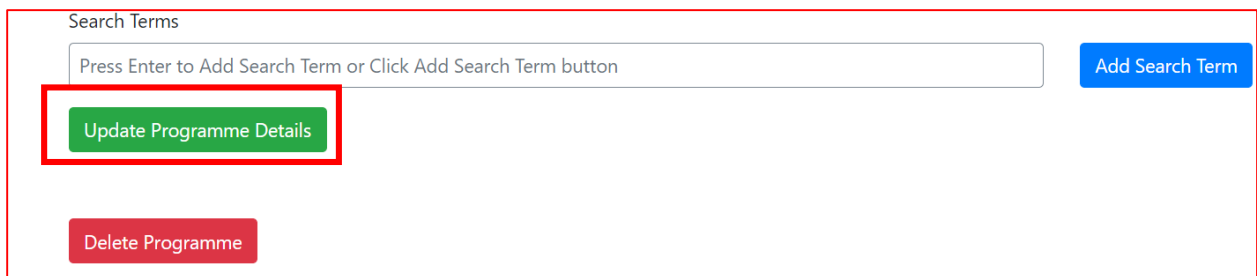 Search Terms
Press Enter to Add Search Term or Click Add Search Term button
Add Search Term
Update Programme Details
Delete Programme